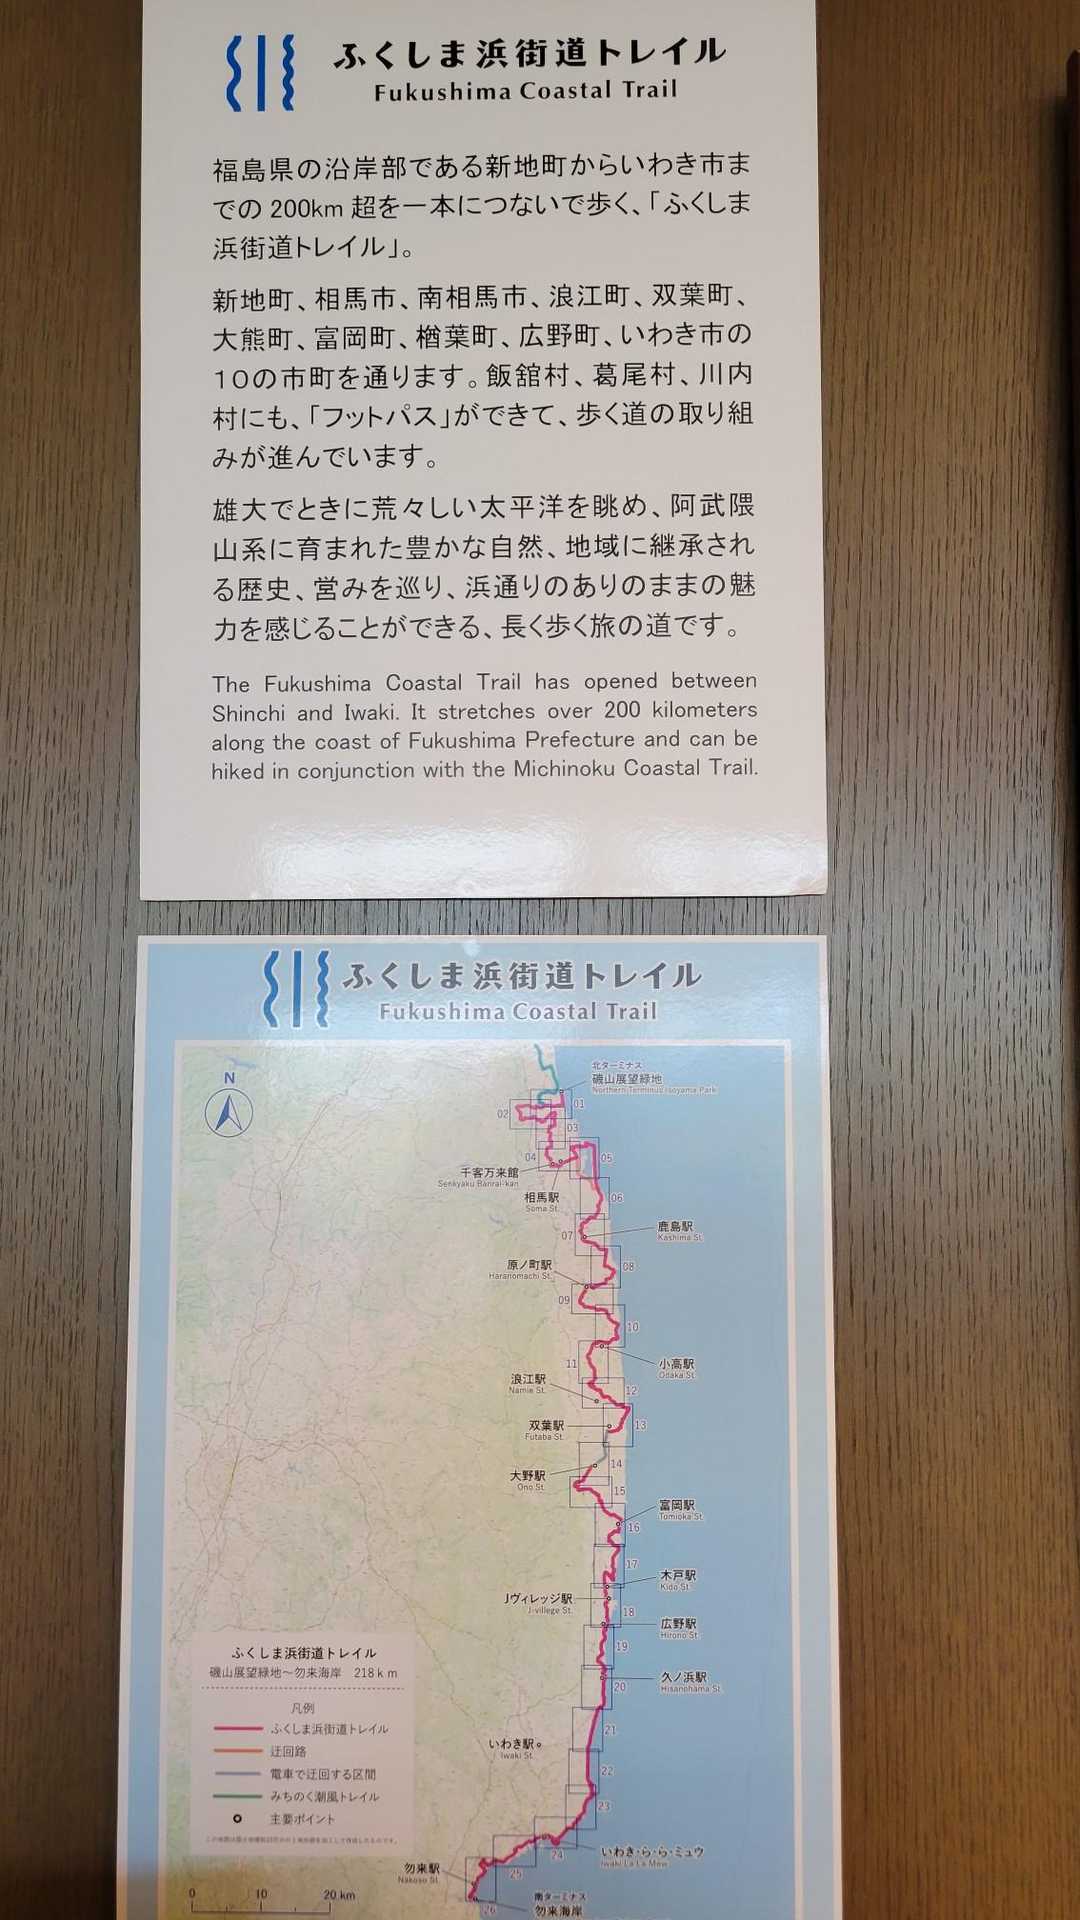 ふくしま浜街道トレイル
Fukushima Coastal Trail
福島県の沿岸部である新地町からいわき市ま
での200km超を一本につないで歩く、「ふくしま
浜街道トレイル」。
新地町、相馬市、南相馬市、浪江町、双葉町、
大熊町、富岡町、楢葉町、広野町、いわき市の
１０の市町を通ります。飯舘村、葛尾村、川内
村にも、「フットパス」ができて、歩く道の取り組
みが進んでいます。
雄大でときに荒々しい太平洋を眺め、阿武隈
山系に育まれた豊かな自然、地域に継承され
る歴史、営みを巡り、浜通りのありのままの魅
力を感じることができる、長く歩く旅の道です。
The Fukushima Coastal Trail has opened between
Shinchi and Iwaki. It stretches over 200 kilometers
along the coast of Fukushima Prefecture and can be
hiked in conjunction with the Michinoku Coastal Trail.
ふくしま浜街道トレイル
Fukushima Coastal Trail
N
北ターミナス
磯山展望緑地
Northern Terminus Isoyama Park
01
02
03
04
05
千客万来館
Senkyaku Banrai-kan
相馬駅
Soma St.
06
07
鹿島駅
Kashima St.
原ノ町駅
Haranomachi St.
08
09
10
11
小高駅
Odaka St.
浪江駅
Namie St.
12
双葉駅
Futaba St.
13
大野駅
Ono St.
14
15
富岡駅
Tomioka St.
16
17
木戸駅
Kido St.
Jヴィレッジ駅
J-villege St.
18
広野駅
Hirono St.
19
久ノ浜駅
Hisanohama St.
20
21
いわき駅
Iwaki St.
22
23
いわき・ら・ら・ミュウ
Iwaki La La Mew
24
25
勿来駅
Nakoso St.
26
南ターミナス
勿来海岸
ふくしま浜街道トレイル
磯山展望緑地〜勿来海岸 218km
凡例
ふくしま浜街道トレイル
迂回路
電車で迂回する区間
みちのく潮風トレイル
主要ポイント
0 10 20 km